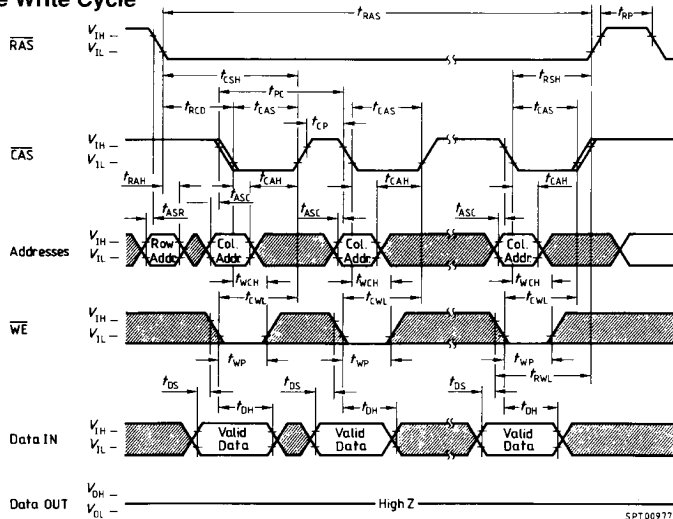 e Write Cycle
tRAS
tRP
RAS
VIH
VIL
tCSH
tPC
tRSH
tRCD
tCAS
tCP
tCAS
tCAS
CAS
VIH
VIL
tRAH
tASC
tCAH
tASC
tCAH
tASC
tCAH
tASR
Addresses
VIH
VIL
Row Addr.
Col. Addr.
Col. Addr.
Col. Addr.
tWCH
tWCH
tWCH
tCWL
tCWL
tCWL
WE
VIH
VIL
tWP
tWP
tWP
tRWL
tDS
tDH
tDS
tDH
tDS
tDH
Data IN
VIH
VIL
Valid Data
Valid Data
Valid Data
Data OUT
VOH
VOL
High Z
SPT00977